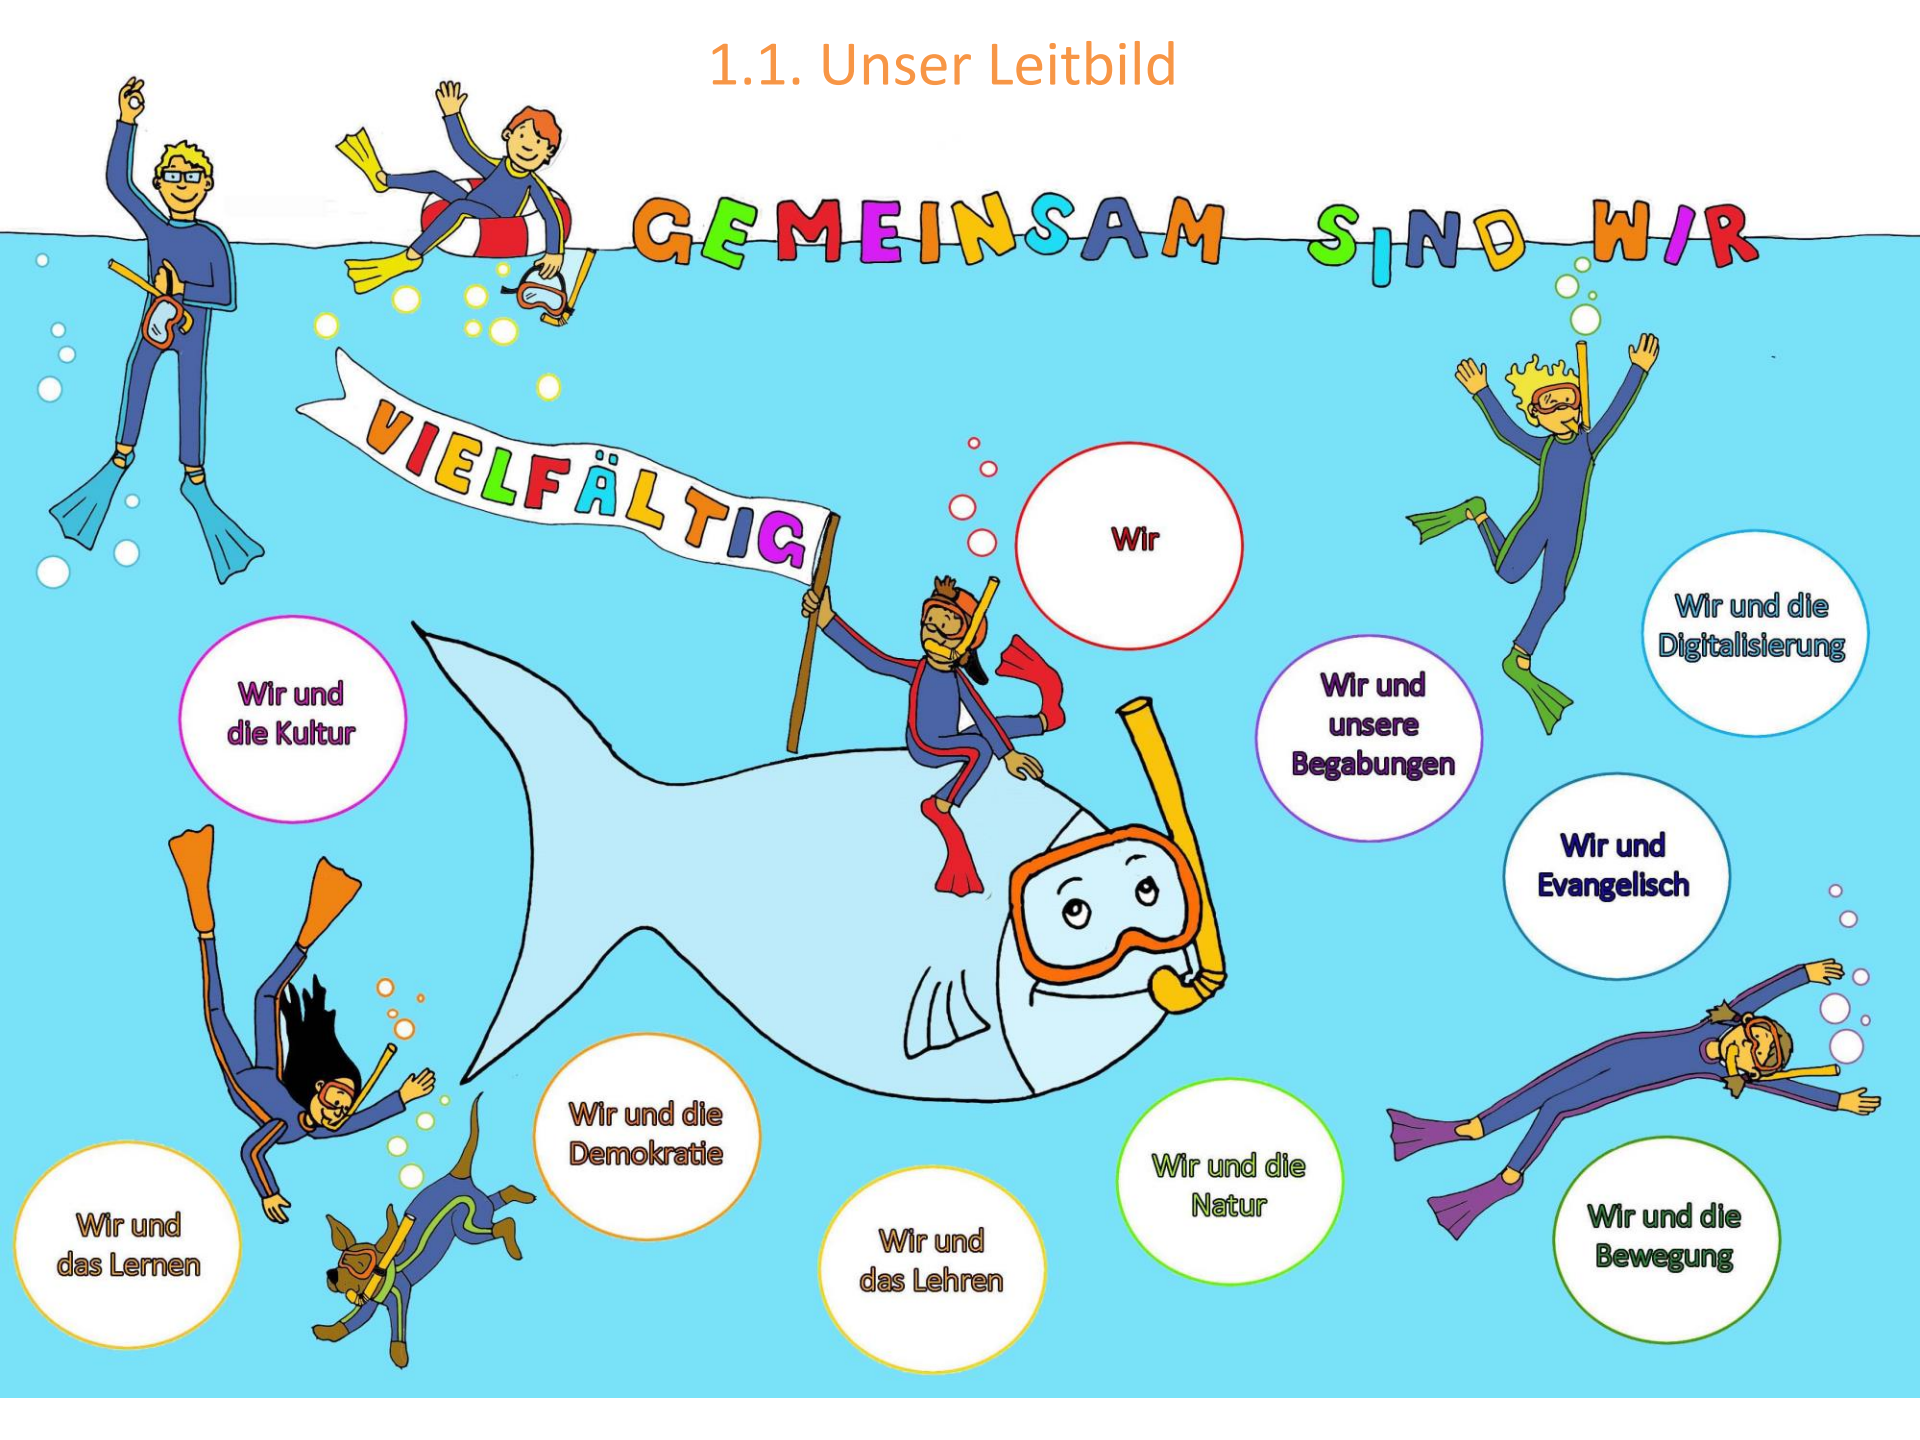 1.1. Unser Leitbild
GEMEINSAM SIND WIR
VIELFÄLTIG
Wir
Wir und die
Digitalisierung
Wir und
unsere
Begabungen
Wir und
die Kultur
Wir und
Evangelisch
Wir und die
Demokratie
Wir und die
Natur
Wir und
das Lernen
Wir und
das Lehren
Wir und die
Bewegung